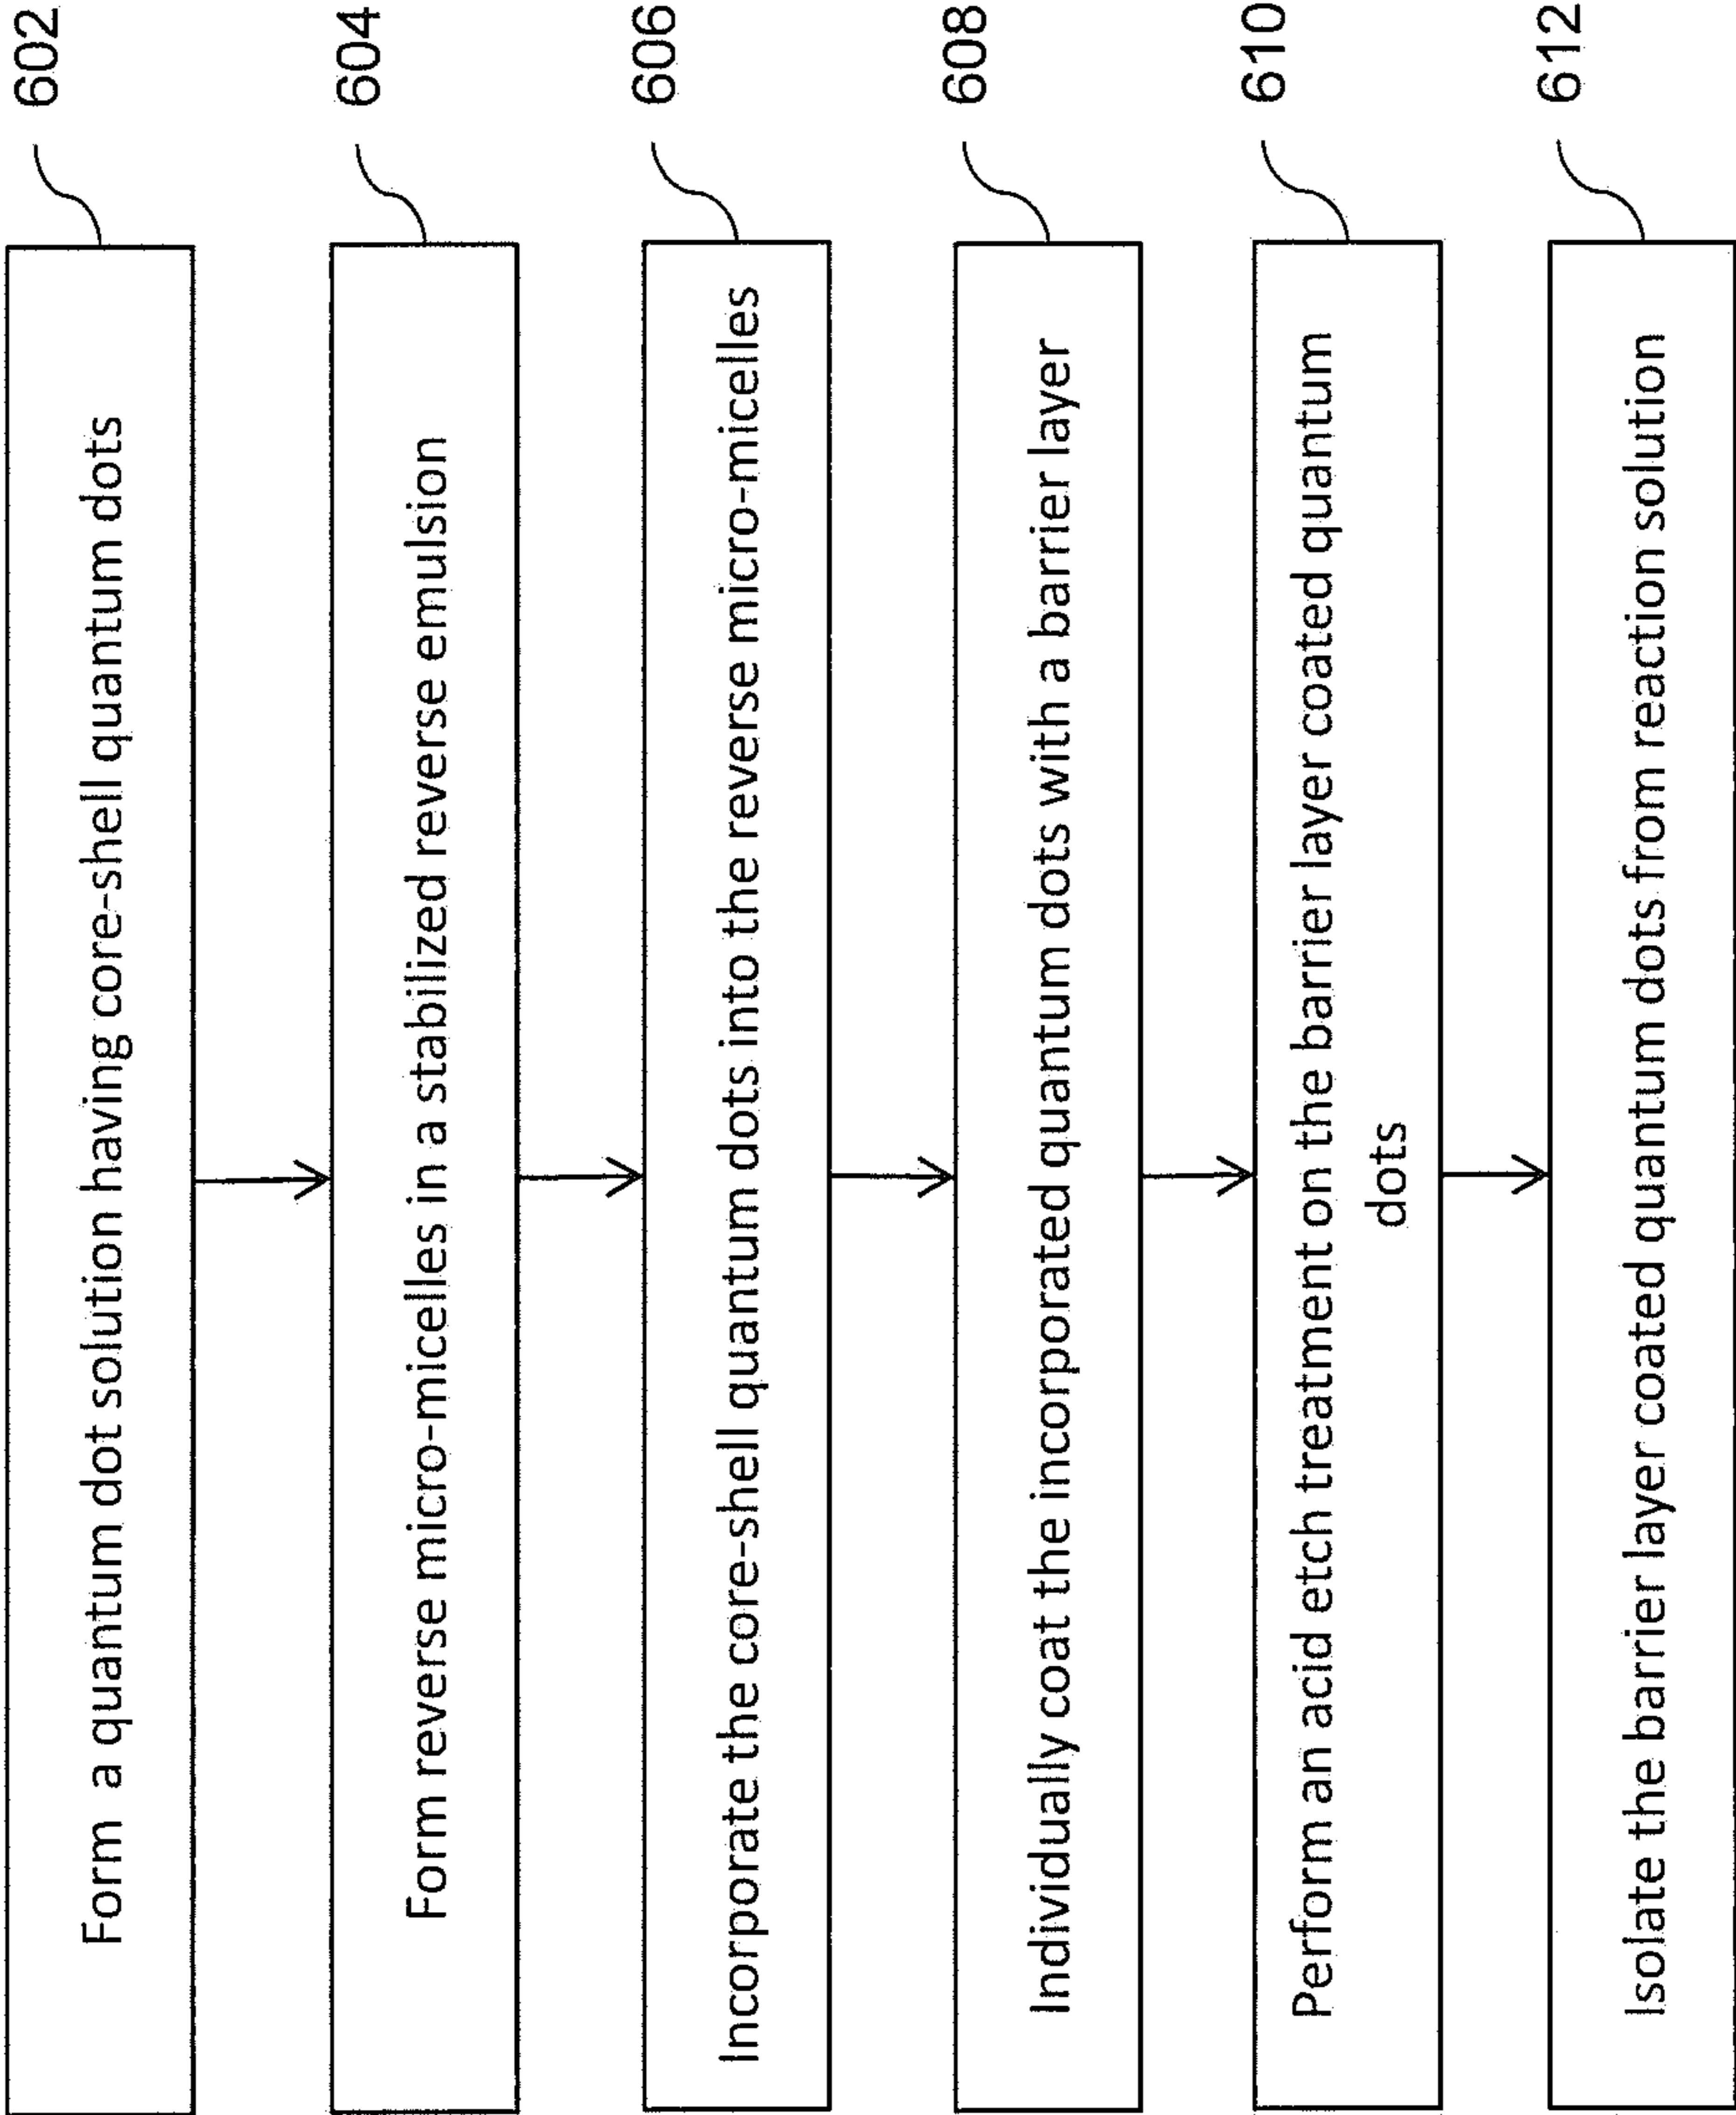 602
Form a quantum dot solution having core-shell quantum dots
604
Form reverse micro-micelles in a stabilized reverse emulsion
606
Incorporate the core-shell quantum dots into the reverse micro-micelles
608
Individually coat the incorporated quantum dots with a barrier layer
610
Perform an acid etch treatment on the barrier layer coated quantum
dots
612
Isolate the barrier layer coated quantum dots from reaction solution